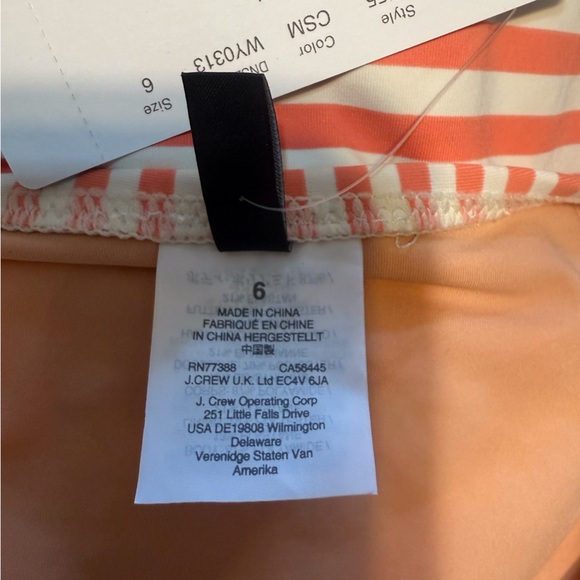 Style
Color
CSM
WY0313
Size
6
6
MADE IN CHINA
FABRIQUÉ EN CHINE
IN CHINA HERGESTELLT
中国製
RN77388 CA56445
J.CREW U.K. Ltd EC4V 6JA
J. Crew Operating Corp
251 Little Falls Drive
USA DE19808 Wilmington
Delaware
Verenidge Staten Van
Amerika